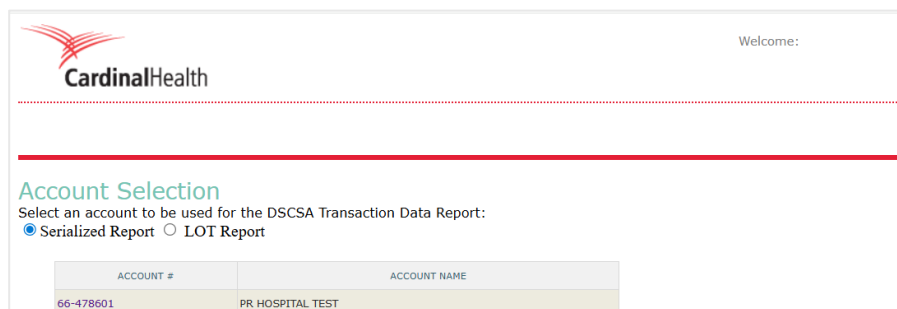 Welcome:
CardinalHealth
Account Selection
Select an account to be used for the DSCSA Transaction Data Report:
Serialized Report LOT Report
ACCOUNT # ACCOUNT NAME
66-478601 PR HOSPITAL TEST